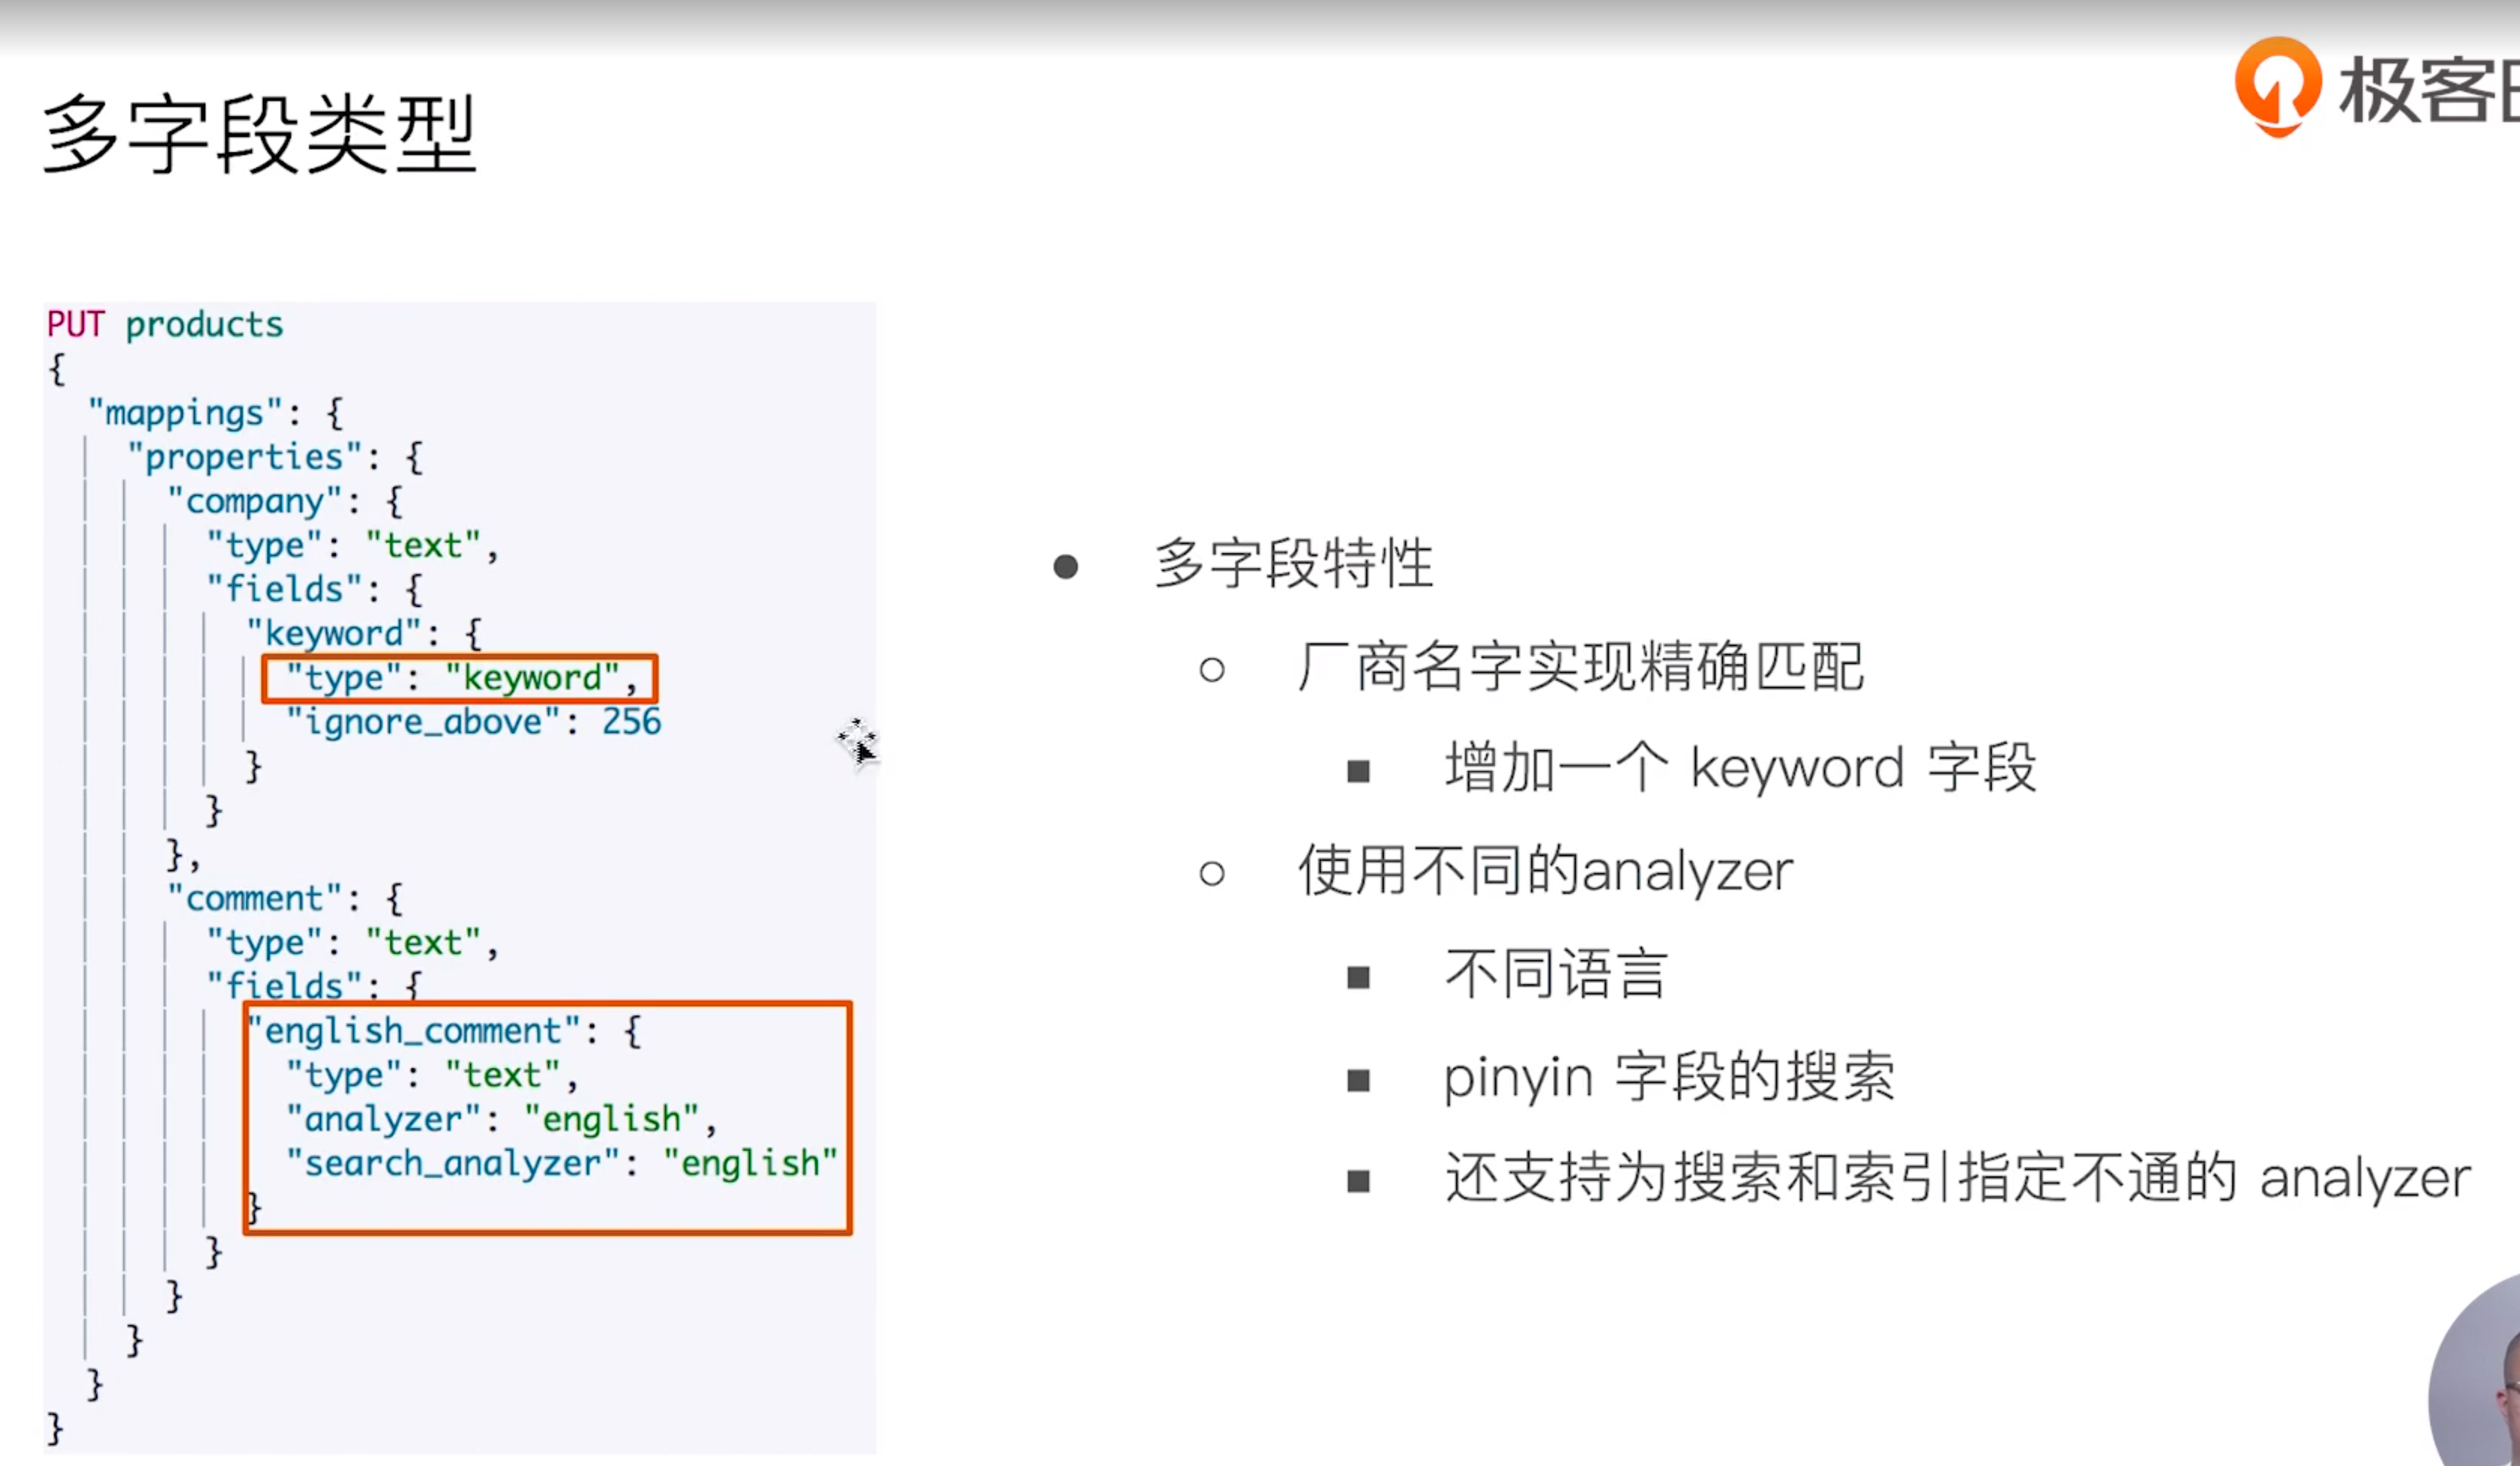 多字段类型
极客
PUT products
{
"mappings": {
"properties": {
"company": {
"type": "text",
"fields": {
"keyword": {
"type": "keyword",
"ignore_above": 256
}
}
},
"comment": {
"type": "text",
"fields": {
"english_comment": {
"type": "text",
"analyzer": "english",
"search_analyzer": "english"
}
}
}
}
}
}
● 多字段特性
○ 厂商名字实现精确匹配
■ 增加一个 keyword 字段
○ 使用不同的analyzer
■ 不同语言
■ pinyin 字段的搜索
■ 还支持为搜索和索引指定不通的 analyzer